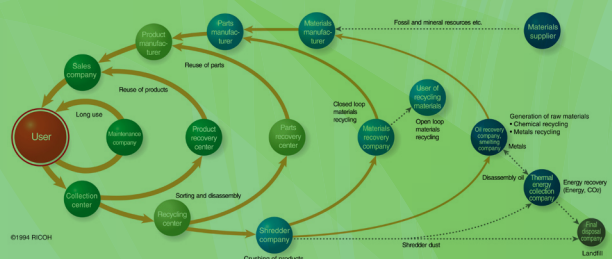 Materials
manufacturer
Fossil and mineral resources etc.
Materials
supplier
Parts
manufac-
turer
Product
manufac-
turer
Sales
company
Reuse of parts
Reuse of products
User
Long use
Maintenance
company
Product
recovery
center
Parts
recovery
center
Closed loop
materials
recycling
Materials
recovery
company
User of
recycling
materials
Open loop
materials
recycling
Generation of raw materials
• Chemical recycling
• Metals recycling
Oil recovery
company,
smelting
company
Metals
Disassembly oil
Thermal
energy
collection
company
Energy recovery
(Energy, CO2)
Collection
center
Sorting and disassembly
Recycling
center
Shredder
company
Crushing of products
Shredder dust
Final
disposal
company
Landfill
©1994 RICOH